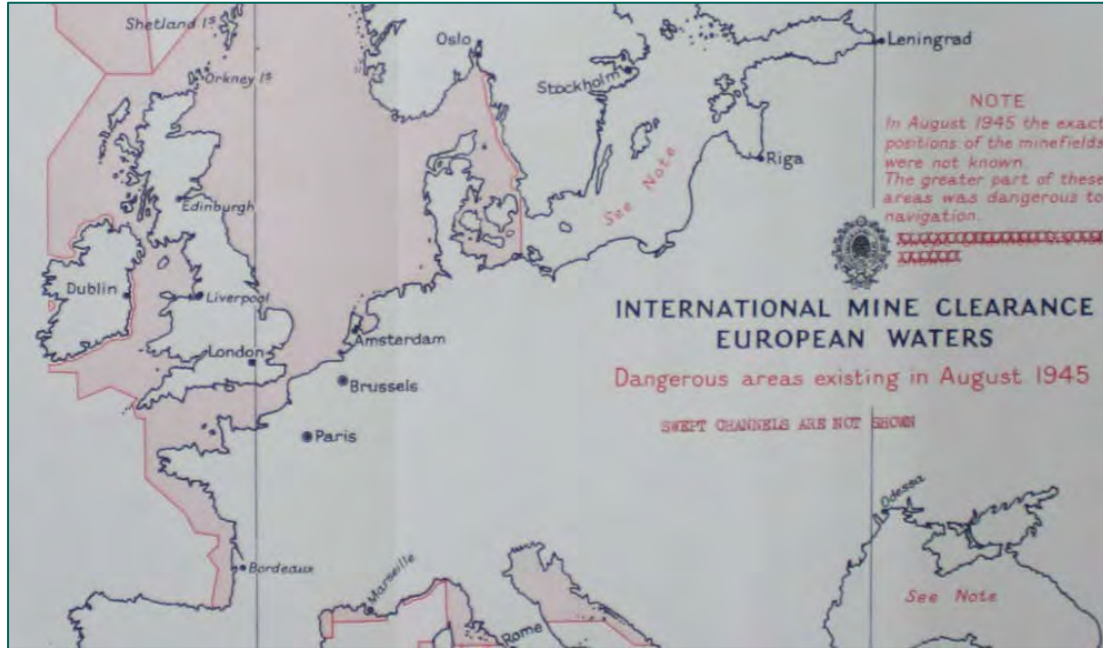 Shetland Is
Orkney Is
Oslo
Stockholm
Leningrad
NOTE
In August 1945 the exact
positions of the minefields
were not known.
The greater part of these
areas was dangerous to
navigation.
See Note
Riga
Edinburgh
Dublin
Liverpool
London
Amsterdam
Brussels
Paris
INTERNATIONAL MINE CLEARANCE
EUROPEAN WATERS
Dangerous areas existing in August 1945
SWEPT CHANNELS ARE NOT SHOWN
Bordeaux
Marseille
Rome
Odessa
See Note